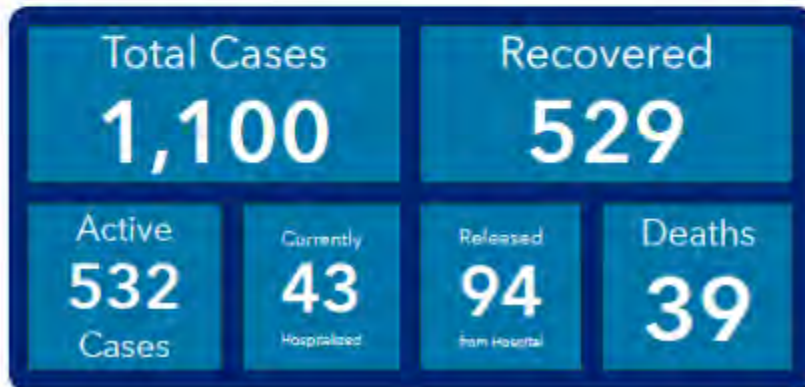 Total Cases
1,100
Recovered
529
Active
532
Cases
Currently
43
Hospitalized
Released
94
from Hospital
Deaths
39